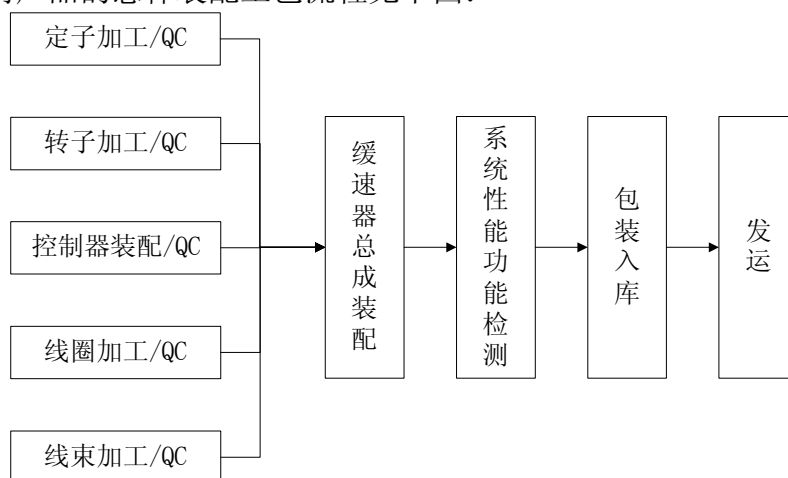 定子加工/QC
转子加工/QC
控制器装配/QC
线圈加工/QC
线束加工/QC
缓速器总成装配
系统性能功能检测
包装入库
发运